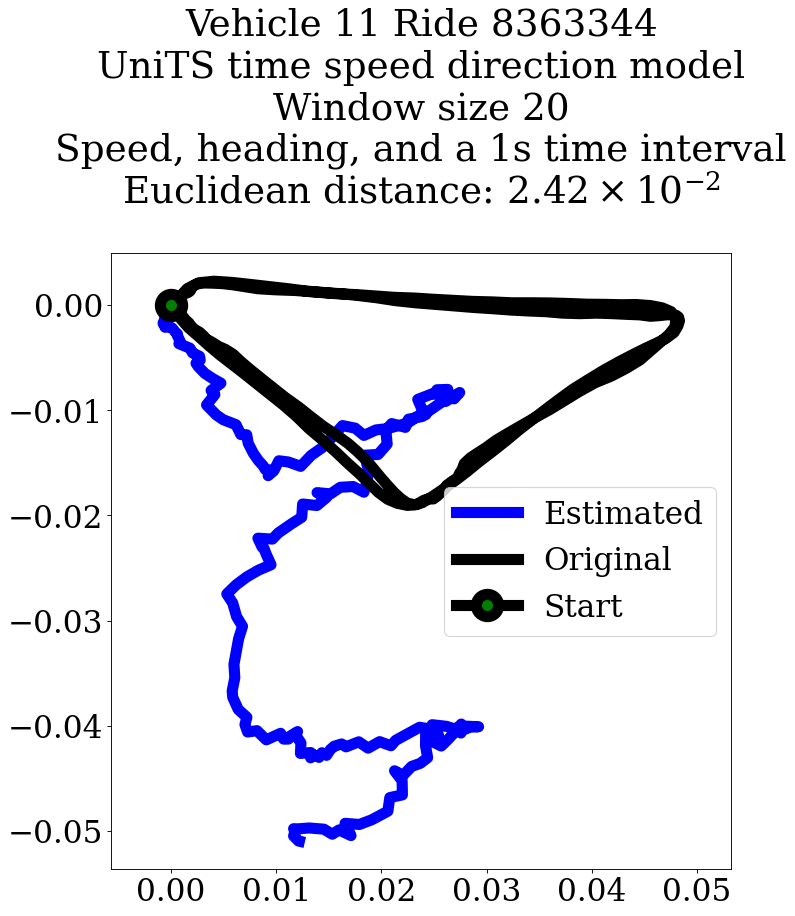 Vehicle 11 Ride 8363344
UniTS time speed direction model
Window size 20
Speed, heading, and a 1s time interval
Euclidean distance: 2.42 × 10⁻²
0.00
−0.01
−0.02
−0.03
−0.04
−0.05
Estimated
Original
Start
0.00 0.01 0.02 0.03 0.04 0.05